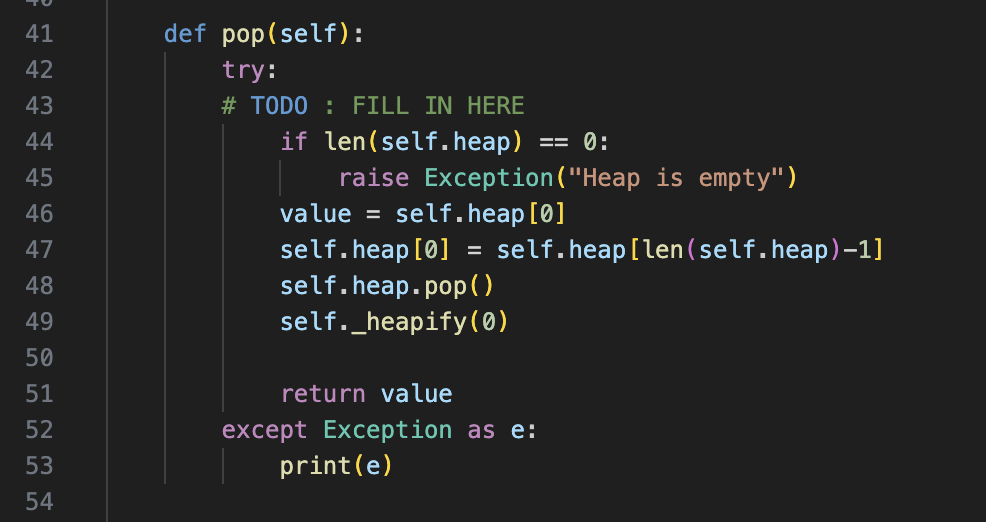 41 def pop(self):
42 try:
43 # TODO : FILL IN HERE
44 if len(self.heap) == 0:
45 raise Exception("Heap is empty")
46 value = self.heap[0]
47 self.heap[0] = self.heap[len(self.heap)-1]
48 self.heap.pop()
49 self._heapify(0)
50
51 return value
52 except Exception as e:
53 print(e)
54